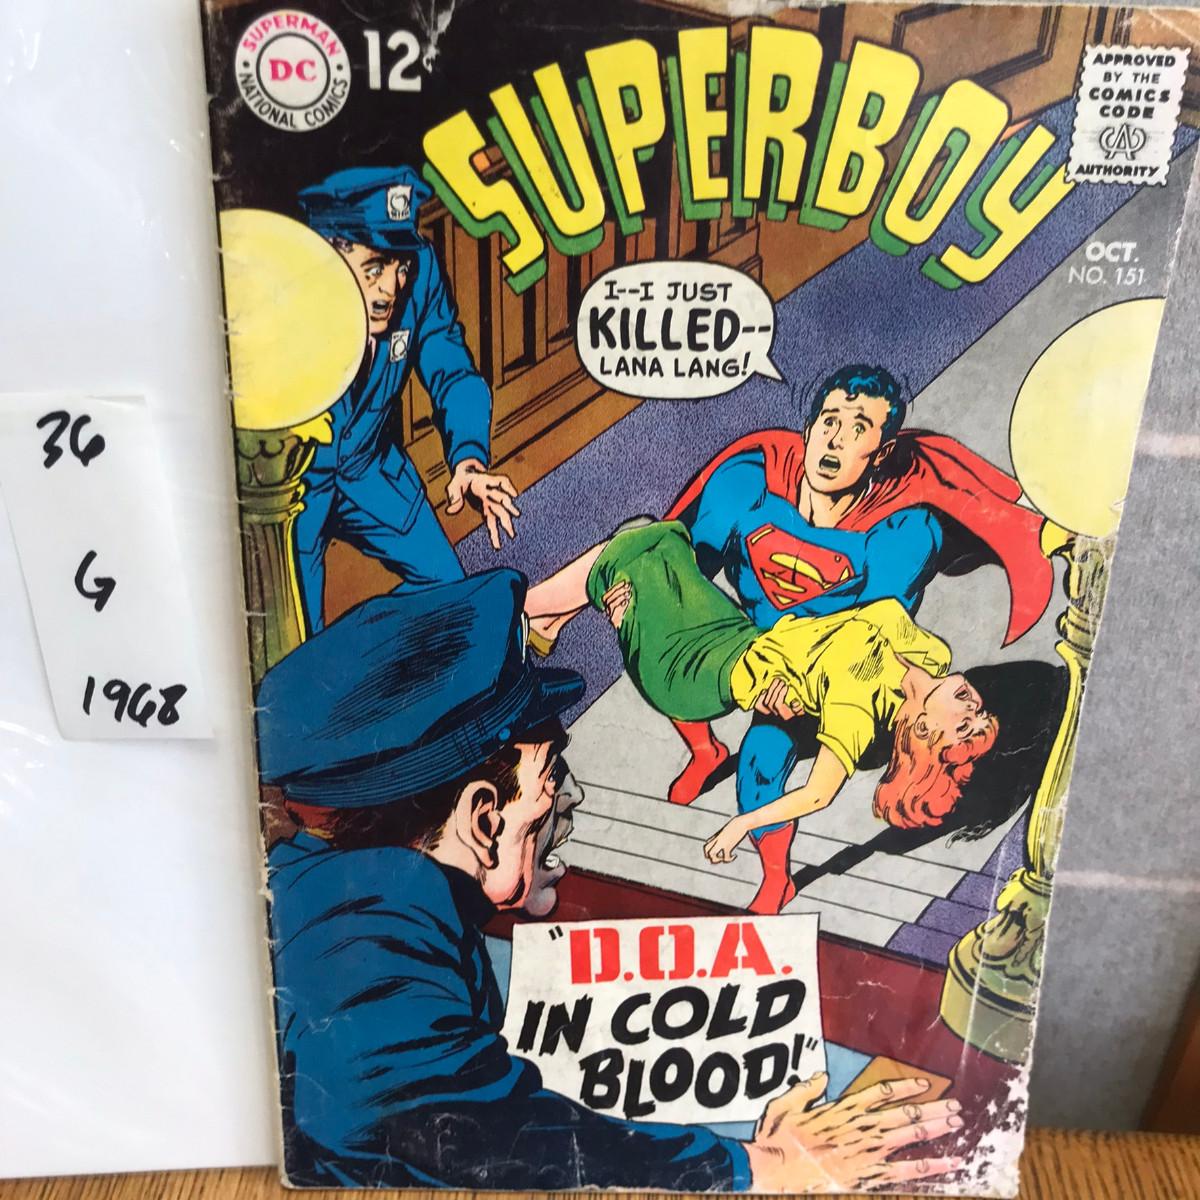 SUPERMAN
DC
NATIONAL COMICS
12¢
SUPERBOY
APPROVED
BY THE
COMICS
CODE
CA
AUTHORITY
OCT.
NO. 151
I--I JUST
KILLED--
LANA LANG!
S
36
G
1968
"D.O.A.
IN COLD
BLOOD!"